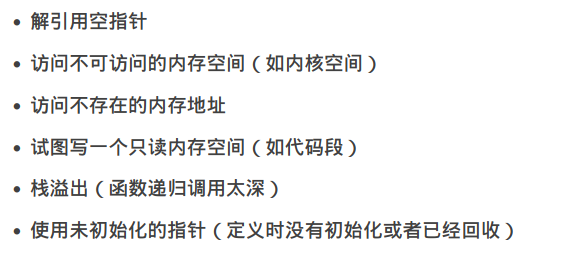 • 解引用空指针
• 访问不可访问的内存空间（如内核空间）
• 访问不存在的内存地址
• 试图写一个只读内存空间（如代码段）
• 栈溢出（函数递归调用太深）
• 使用未初始化的指针（定义时没有初始化或者已经回收）